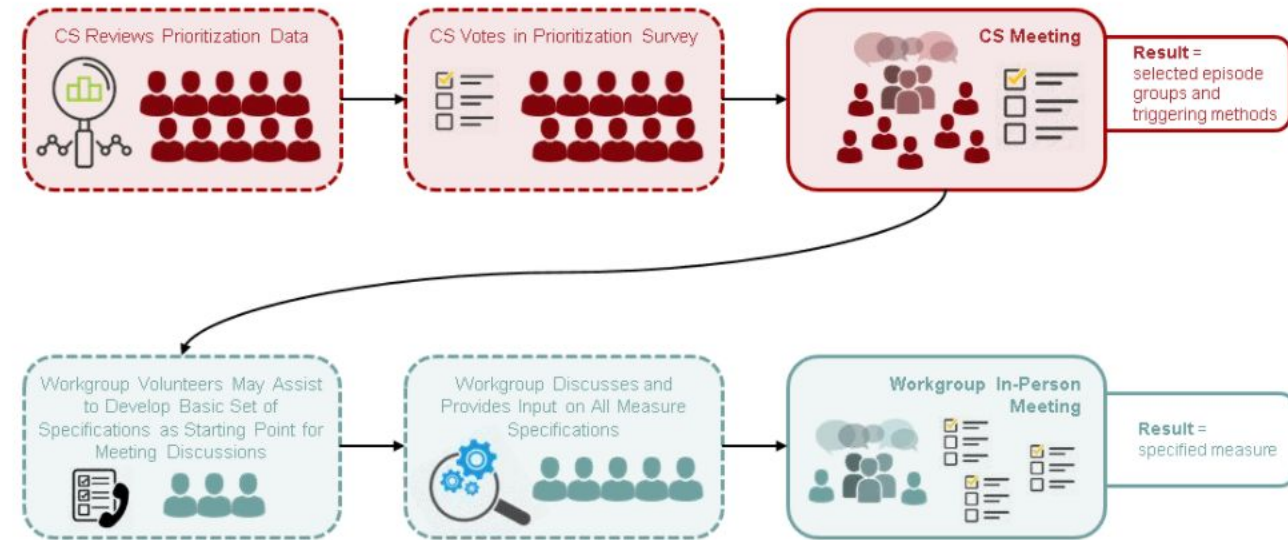 CS Reviews Prioritization Data
CS Votes in Prioritization Survey
CS Meeting
Result =
selected episode
groups and
triggering methods
Workgroup Volunteers May Assist
to Develop Basic Set of
Specifications as Starting Point for
Meeting Discussions
Workgroup Discusses and
Provides Input on All Measure
Specifications
Workgroup In-Person
Meeting
Result =
specified measure